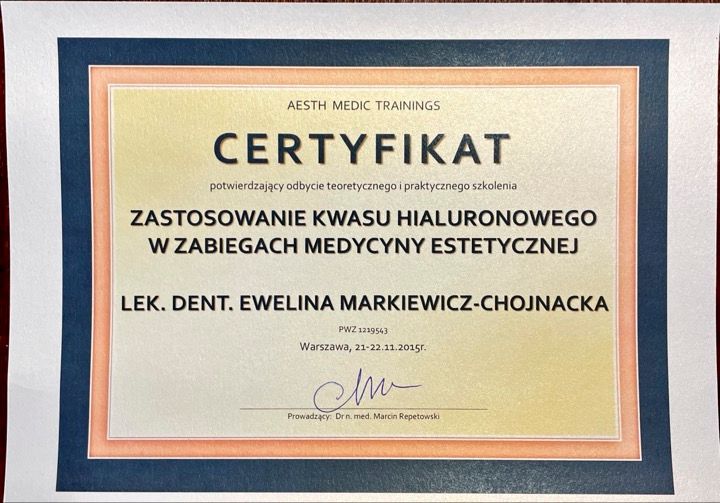 AESTH MEDIC TRAININGS
CERTYFIKAT
potwierdzający odbycie teoretycznego i praktycznego szkolenia
ZASTOSOWANIE KWASU HIALURONOWEGO
W ZABIEGACH MEDYCYNY ESTETYCZNEJ
LEK. DENT. EWELINA MARKIEWICZ-CHOJNACKA
PWZ 1219543
Warszawa, 21-22.11.2015r.
Prowadzący: Dr n. med. Marcin Repetowski